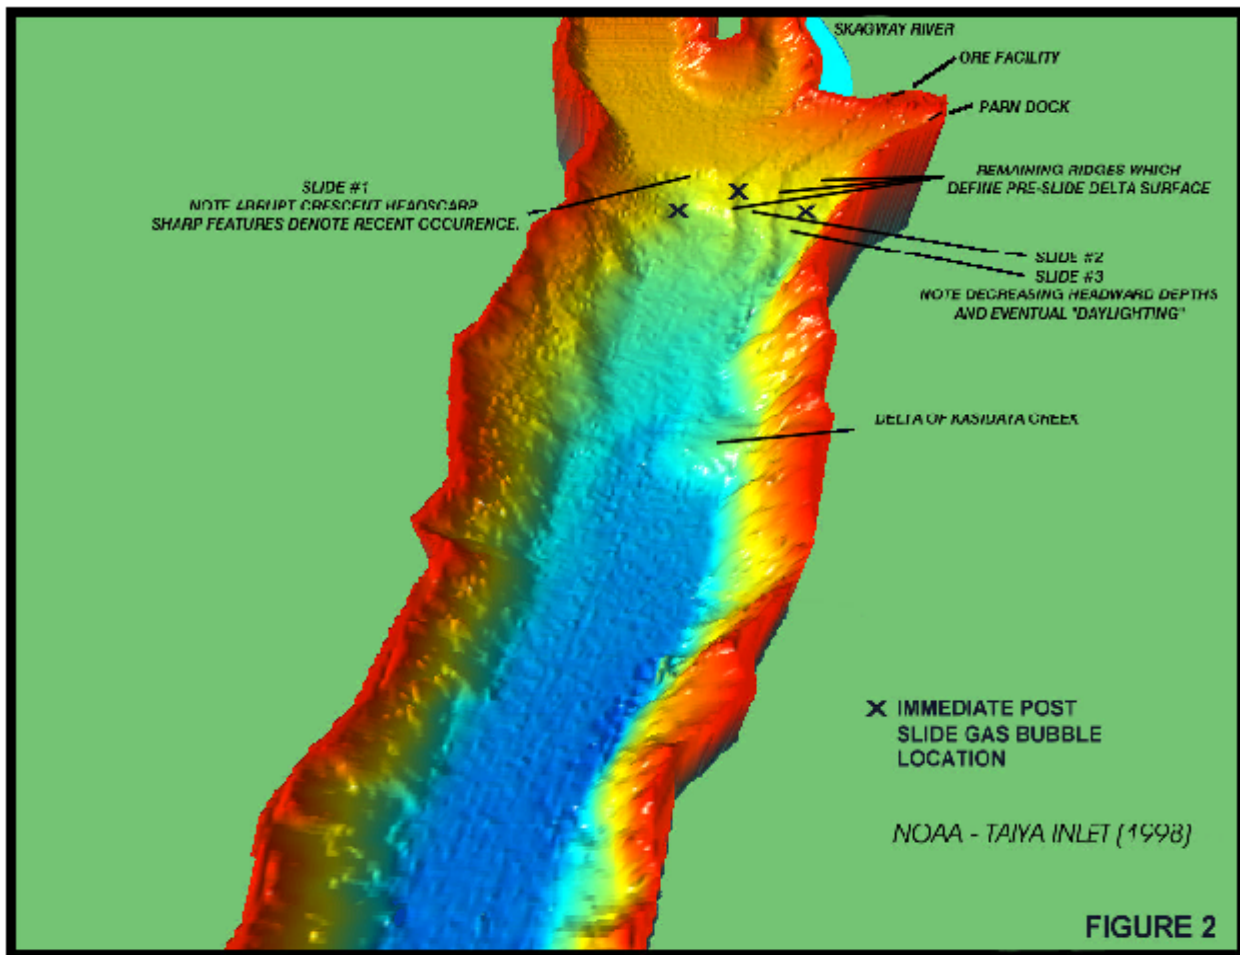 SKAGWAY RIVER
ORE FACILITY
PARN DOCK
REMAINING RIDGES WHICH
DEFINE PRE-SLIDE DELTA SURFACE
SLIDE #1
NOTE ABRUPT CRESCENT HEADSCARP
SHARP FEATURES DENOTE RECENT OCCURENCE.
SLIDE #2
SLIDE #3
NOTE DECREASING HEADWARD DEPTHS
AND EVENTUAL "DAYLIGHTING"
DELTA OF KASIDAYA CREEK
X IMMEDIATE POST
SLIDE GAS BUBBLE
LOCATION
NOAA - TAIYA INLET (1998)
FIGURE 2